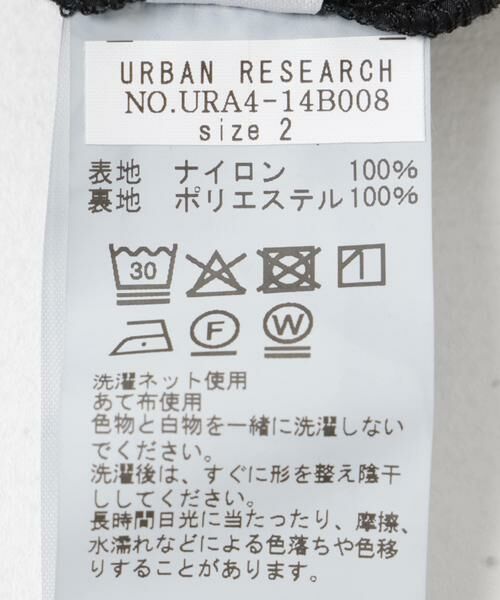 URBAN RESEARCH
NO.URA4-14B008
size 2
表地 ナイロン 100%
裏地 ポリエステル 100%
30
F W
洗濯ネット使用
あて布使用
色物と白物を一緒に洗濯しない
でください。
洗濯後は、すぐに形を整え陰干
ししてください。
長時間日光に当たったり、摩擦、
水濡れなどによる色落ちや色移
りすることがあります。